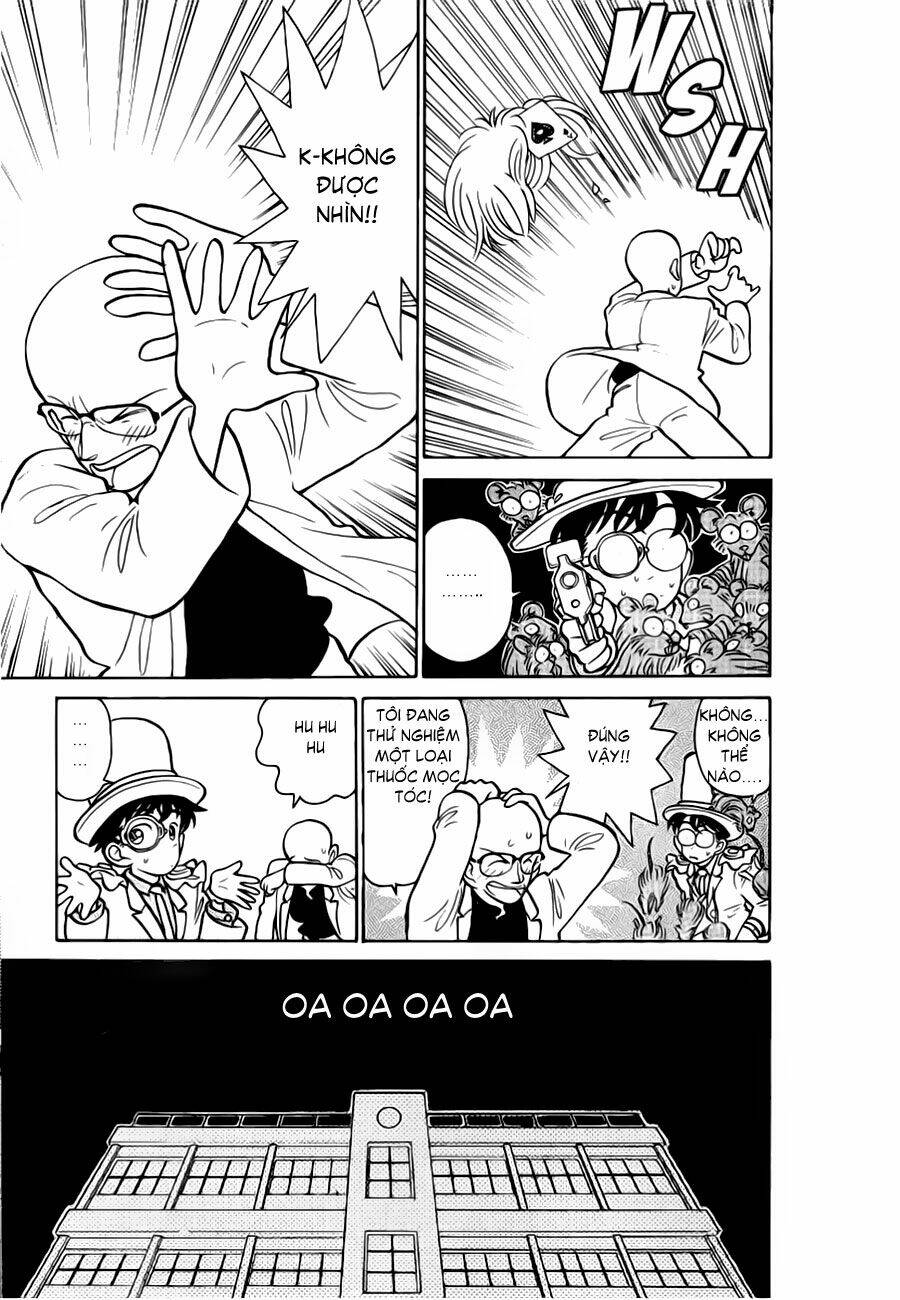 WSH
K-KHÔNG
ĐƯỢC
NHÌN!!
......
........
KHÔNG...
KHÔNG
THỂ
NÀO....
ĐÚNG
VẬY!!
TÔI ĐANG
THỬ NGHIỆM
MỘT LOẠI
THUỐC MỌC
TÓC!
HU HU
HU
...
...
...
OA OA OA OA